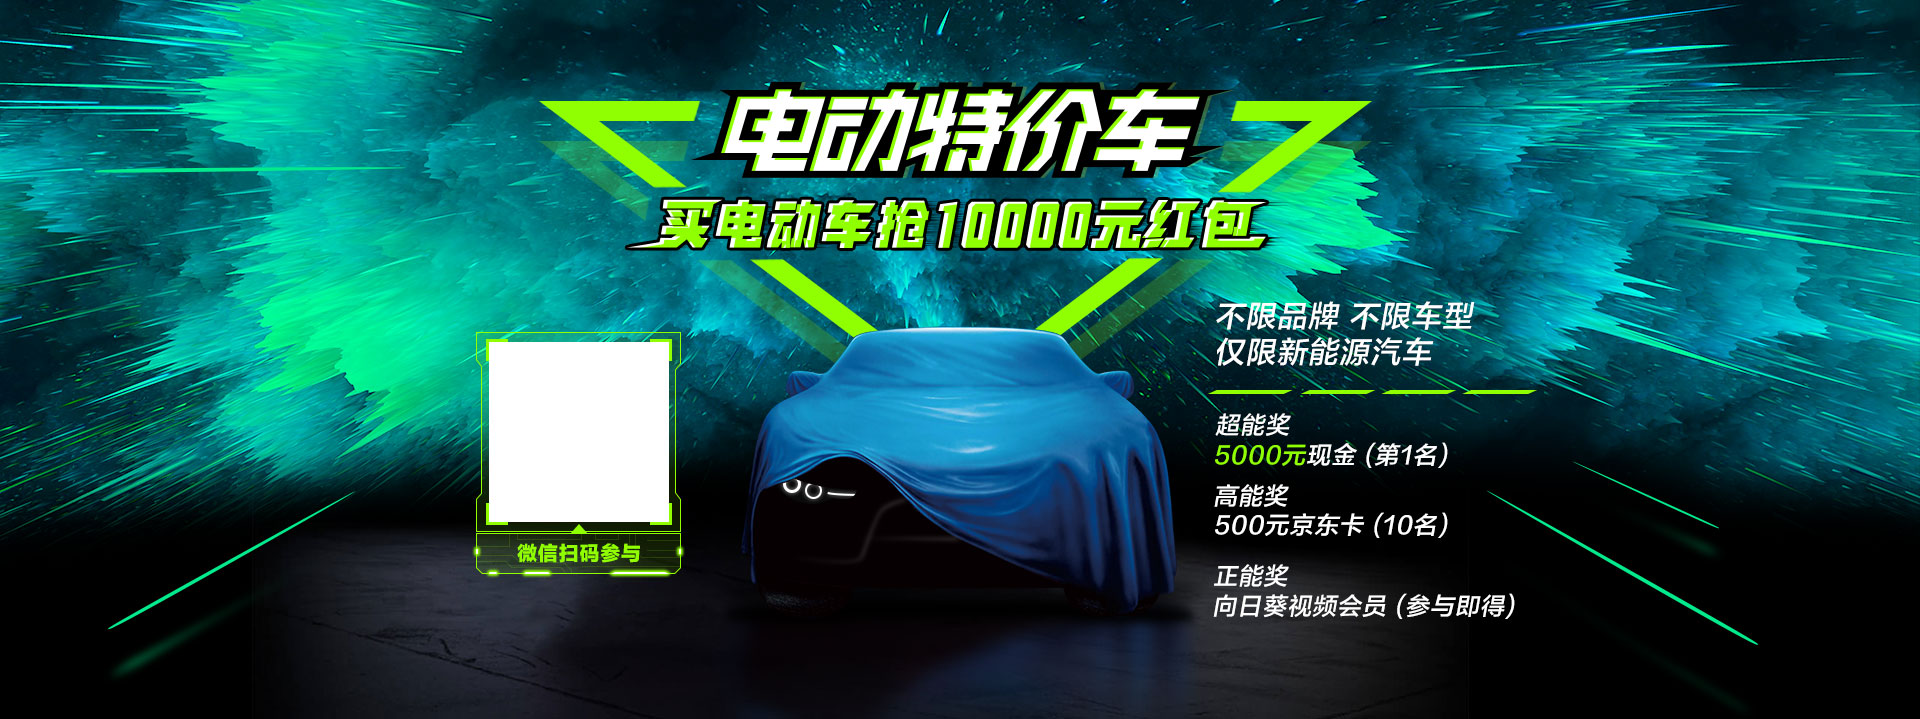 电动特价车
买电动车抢10000元红包
不限品牌 不限车型
仅限新能源汽车
超能奖
5000元现金 (第1名)
高能奖
500元京东卡 (10名)
正能奖
向日葵视频会员 (参与即得)
微信扫码参与